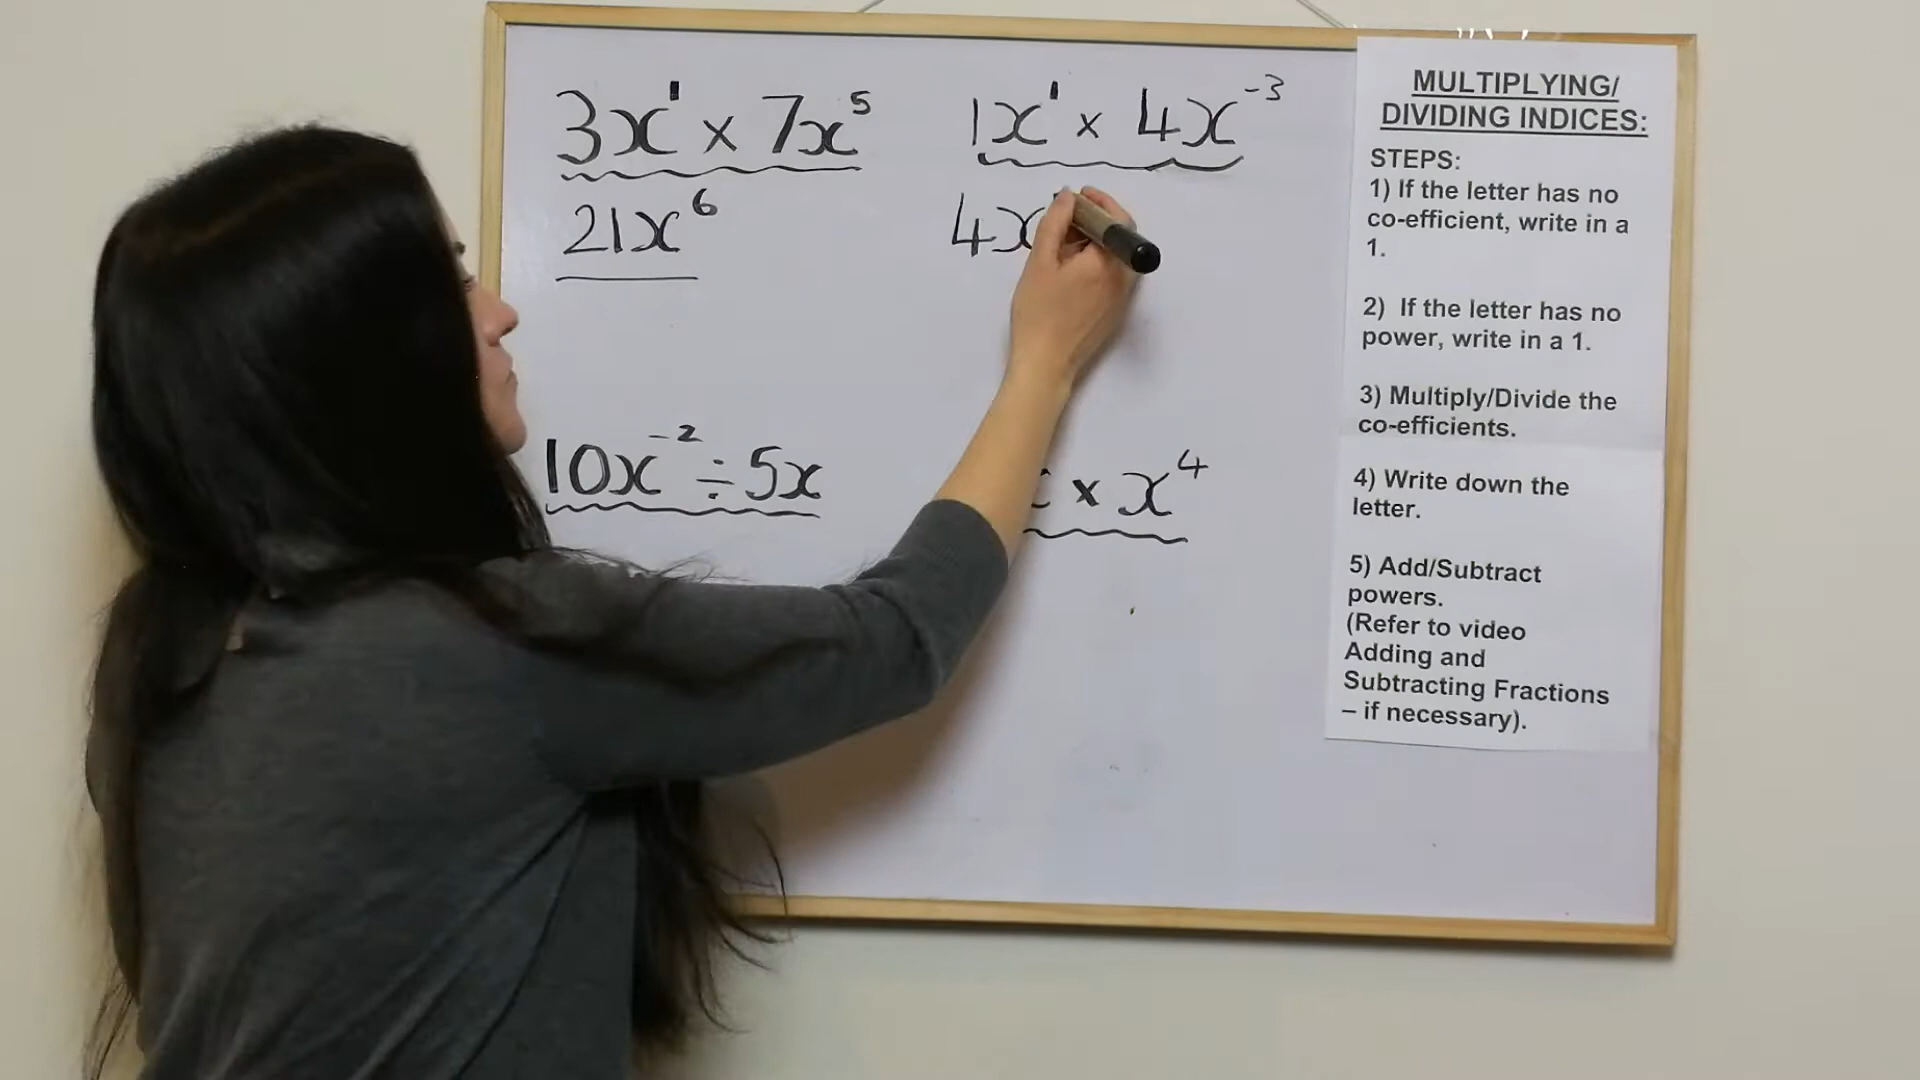 3x¹ × 7x⁵
21x⁶
1x¹ × 4x⁻³
4x
10x⁻² ÷ 5x
× x⁴
MULTIPLYING/
DIVIDING INDICES:
STEPS:
1) If the letter has no
co-efficient, write in a
1.
2) If the letter has no
power, write in a 1.
3) Multiply/Divide the
co-efficients.
4) Write down the
letter.
5) Add/Subtract
powers.
(Refer to video
Adding and
Subtracting Fractions
– if necessary).